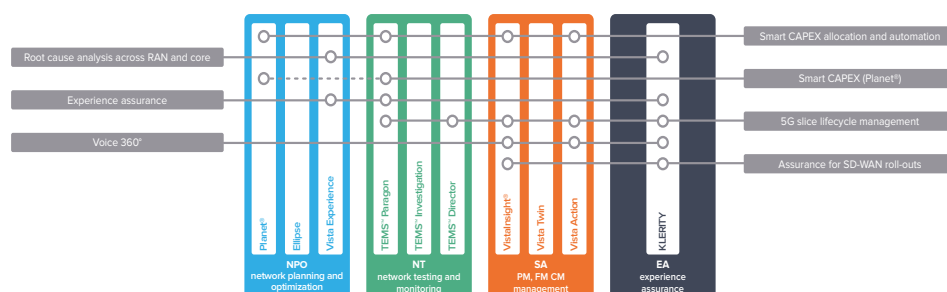 Smart CAPEX allocation and automation
Root cause analysis across RAN and core
Smart CAPEX (Planet®)
Experience assurance
5G slice lifecycle management
Voice 360°
Assurance for SD-WAN roll-outs
Planet®
Ellipse
Vista Experience
TEMS™ Paragon
TEMS™ Investigation
TEMS™ Director
VistaInsight®
Vista Twin
Vista Action
KLERITY
NPO
network planning and
optimization
NT
network testing and
monitoring
SA
PM, FM CM
management
EA
experience
assurance